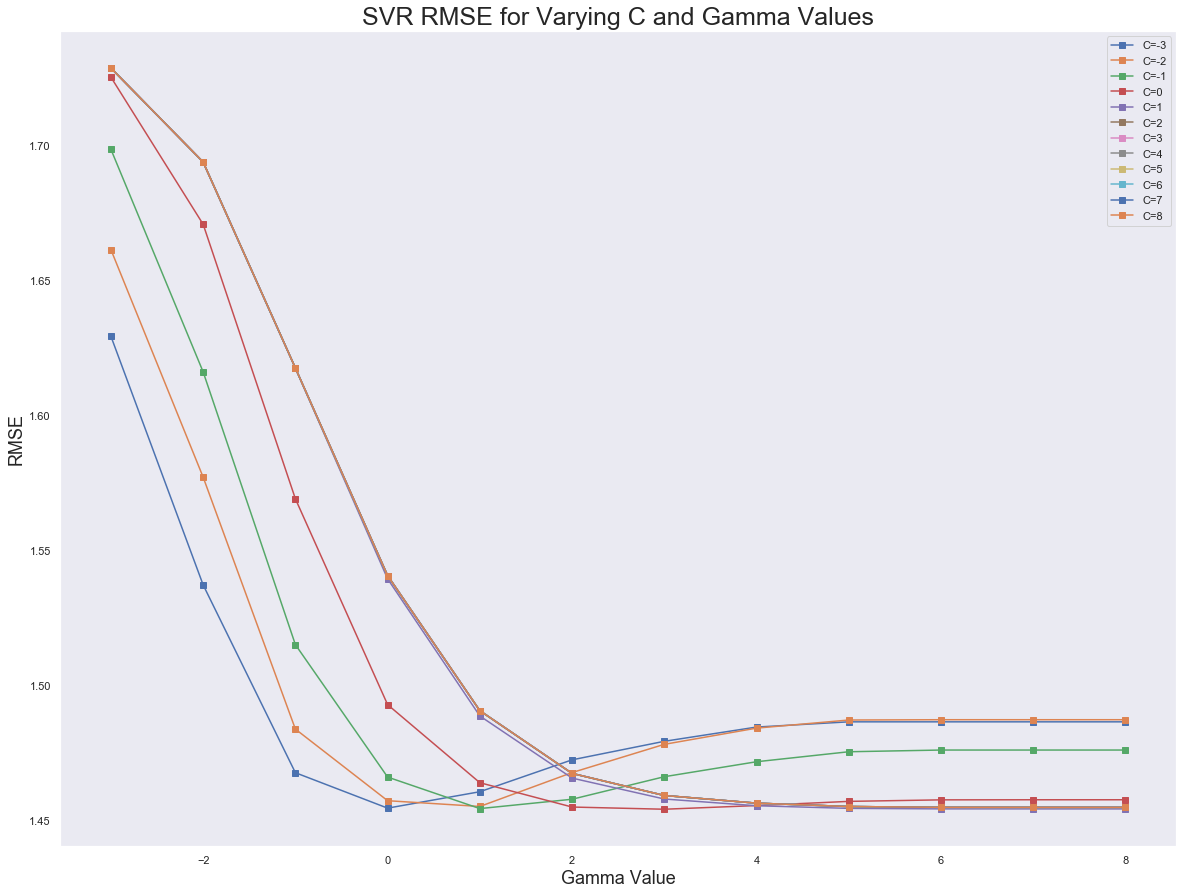 SVR RMSE for Varying C and Gamma Values
C=-3
C=-2
C=-1
C=0
C=1
C=2
C=3
C=4
C=5
C=6
C=7
C=8
1.70
1.65
1.60
1.55
1.50
1.45
RMSE
−2
0
2
4
6
8
Gamma Value